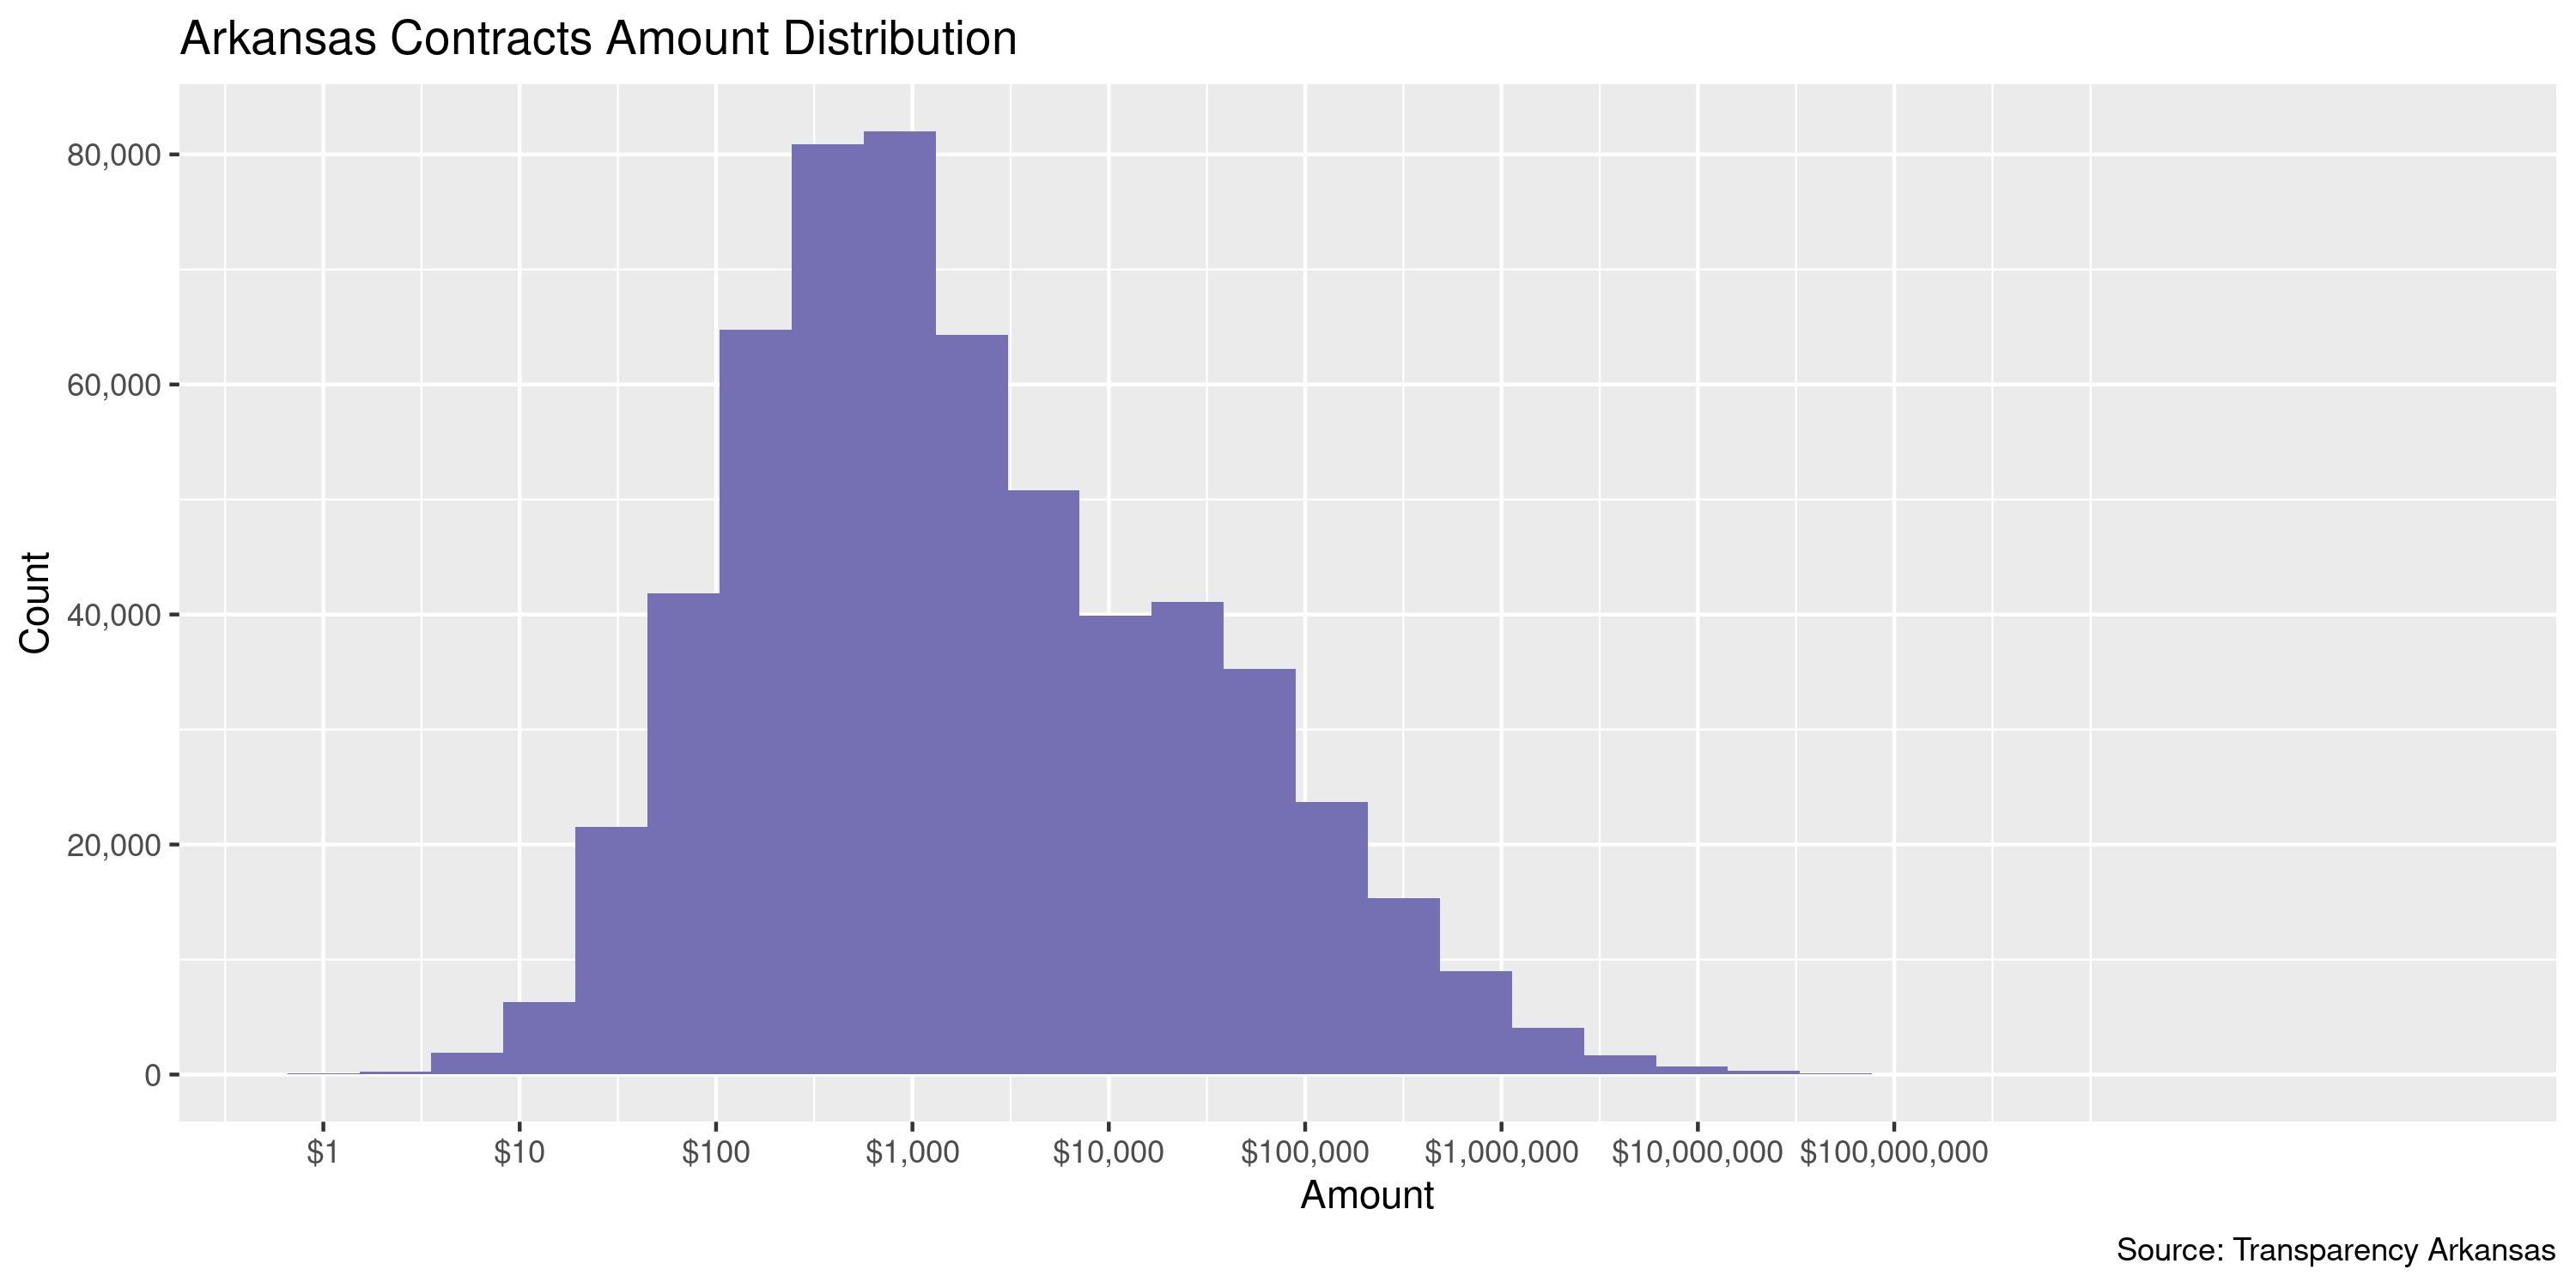 Arkansas Contracts Amount Distribution
Count
80,000
60,000
40,000
20,000
0
$1 $10 $100 $1,000 $10,000 $100,000 $1,000,000 $10,000,000 $100,000,000
Amount
Source: Transparency Arkansas